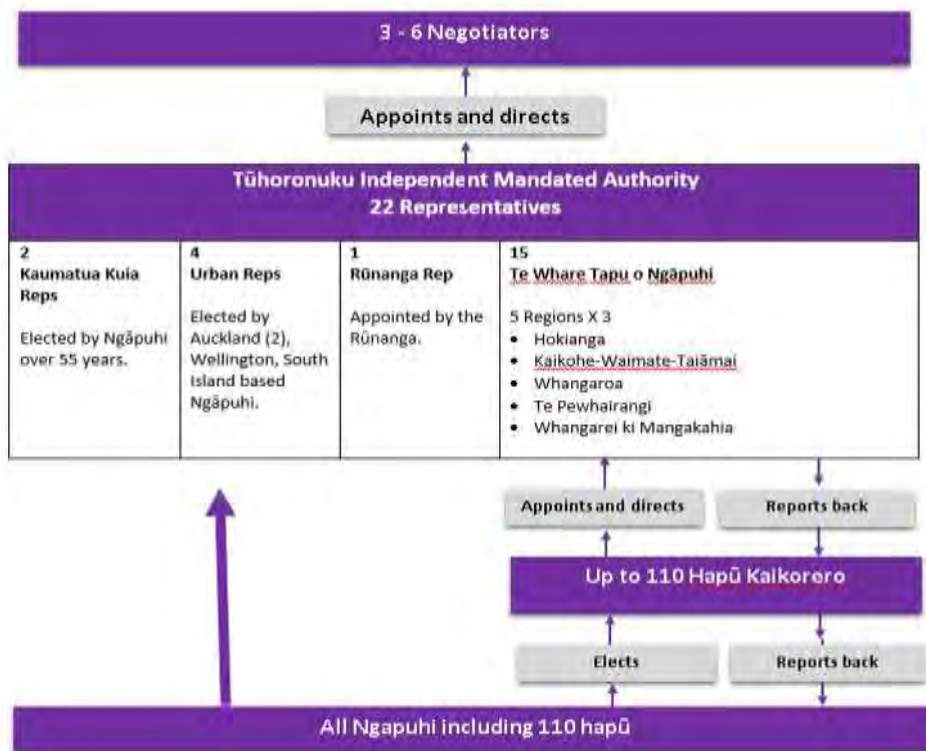 3 - 6 Negotiators
Appoints and directs
Tūhoronuku Independent Mandated Authority
22 Representatives
2
Kaumatua Kuia
Reps
Elected by Ngāpuhi
over 55 years.
4
Urban Reps
Elected by
Auckland (2),
Wellington, South
Island based
Ngāpuhi.
1
Rūnanga Rep
Appointed by the
Rūnanga.
15
Te Whare Tapu o Ngāpuhi
5 Regions X 3
• Hokianga
• Kaikohe-Waimate-Taiāmai
• Whangaroa
• Te Pewhairangi
• Whangarei ki Mangakahia
Appoints and directs
Reports back
Up to 110 Hapū Kaikorero
Elects
Reports back
All Ngapuhi including 110 hapū